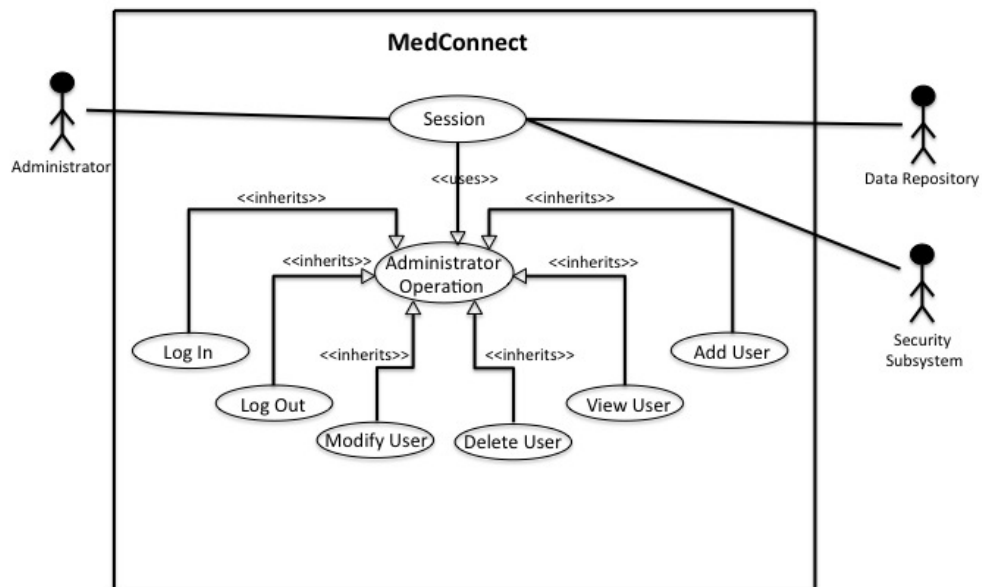 MedConnect
Session
Administrator
Data Repository
<<uses>>
<<inherits>>
<<inherits>>
<<inherits>>
Administrator
Operation
<<inherits>>
Log In
<<inherits>>
<<inherits>>
Add User
Security
Subsystem
Log Out
View User
Modify User
Delete User